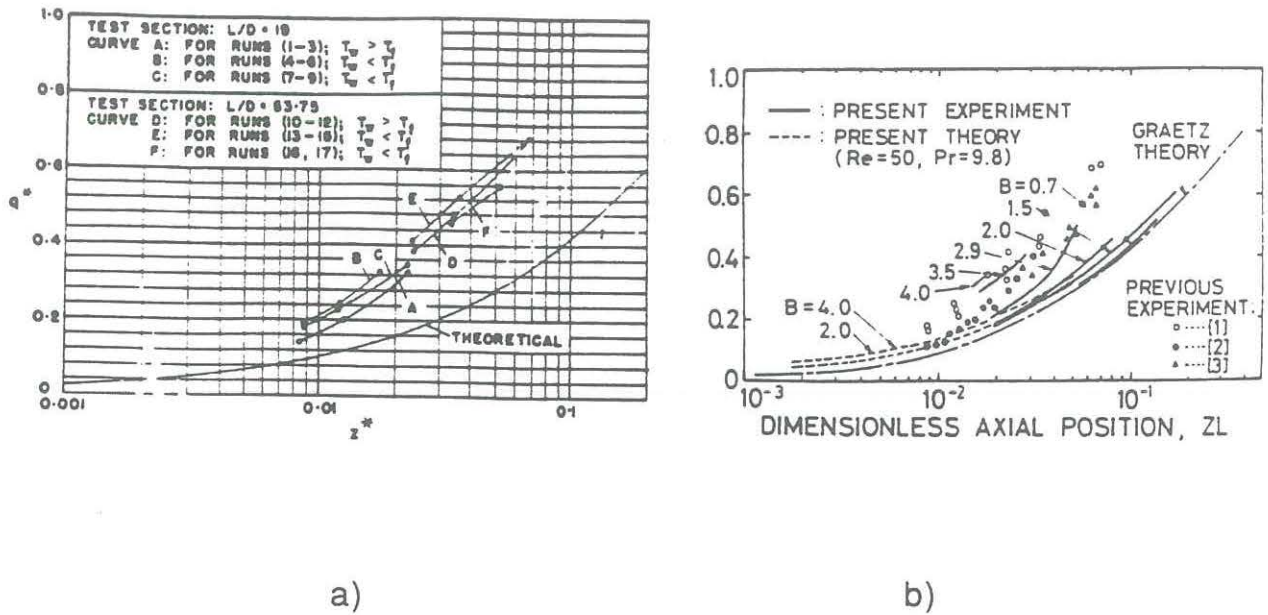 1.0
0.8
0.6
0.4
0.2
0
TEST SECTION: L/D = 19
CURVE A: FOR RUNS (1-3); T_w > T_f
B: FOR RUNS (4-6); T_w < T_f
C: FOR RUNS (7-9); T_w < T_f
TEST SECTION: L/D = 63.75
CURVE D: FOR RUNS (10-12); T_w > T_f
E: FOR RUNS (13-15); T_w < T_f
F: FOR RUNS (16, 17); T_w < T_f
E
F
D
B
C
A
THEORETICAL
0.001
0.01
0.1
Z*
a)
1.0
0.8
0.6
0.4
0.2
0
: PRESENT EXPERIMENT
: PRESENT THEORY
(Re=50, Pr=9.8)
GRAETZ
THEORY
B=0.7
1.5
2.0
2.9
3.5
4.0
B=4.0
2.0
PREVIOUS
EXPERIMENT.
[1]
[2]
[3]
10⁻³
10⁻²
10⁻¹
DIMENSIONLESS AXIAL POSITION, ZL
b)